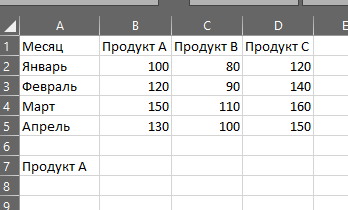 A B C D E
1 Месяц Продукт A Продукт B Продукт C
2 Январь 100 80 120
3 Февраль 120 90 140
4 Март 150 110 160
5 Апрель 130 100 150
6
7 Продукт A
8
9